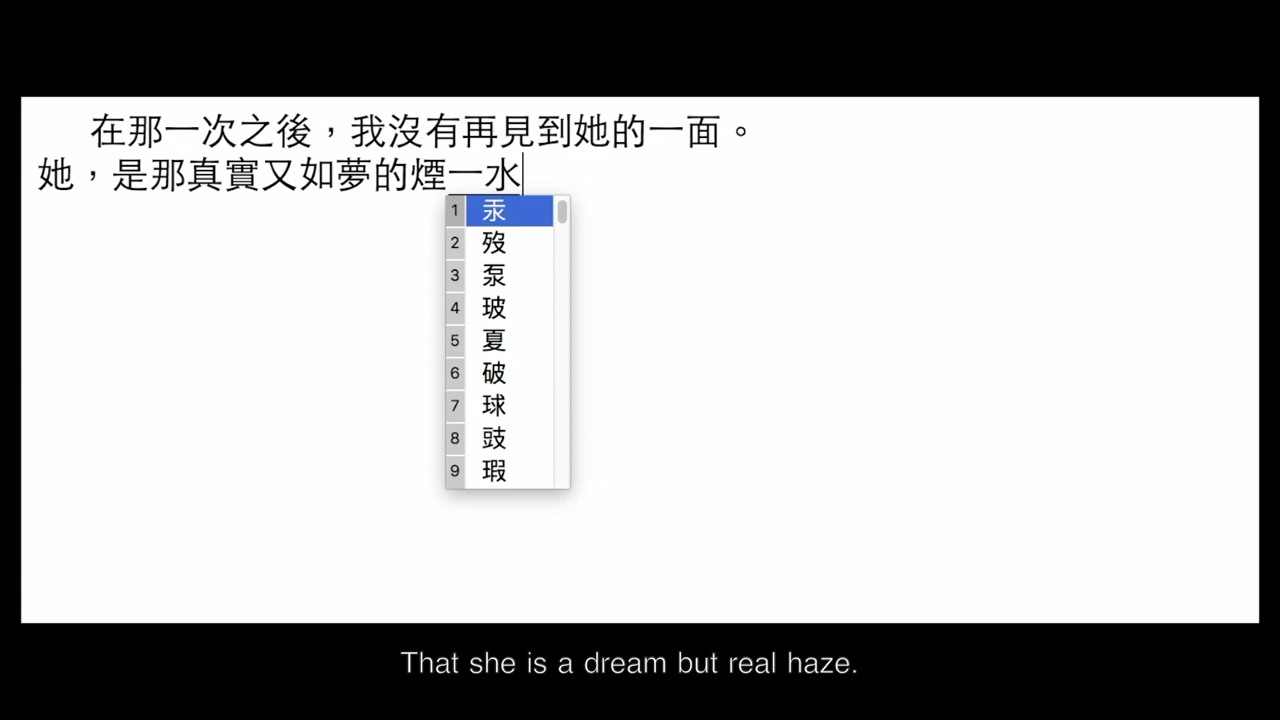 在那一次之後，我沒有再見到她的一面。
她，是那真實又如夢的煙一水
1 汞
2 歿
3 泵
4 玻
5 夏
6 破
7 球
8 豉
9 瑕
That she is a dream but real haze.